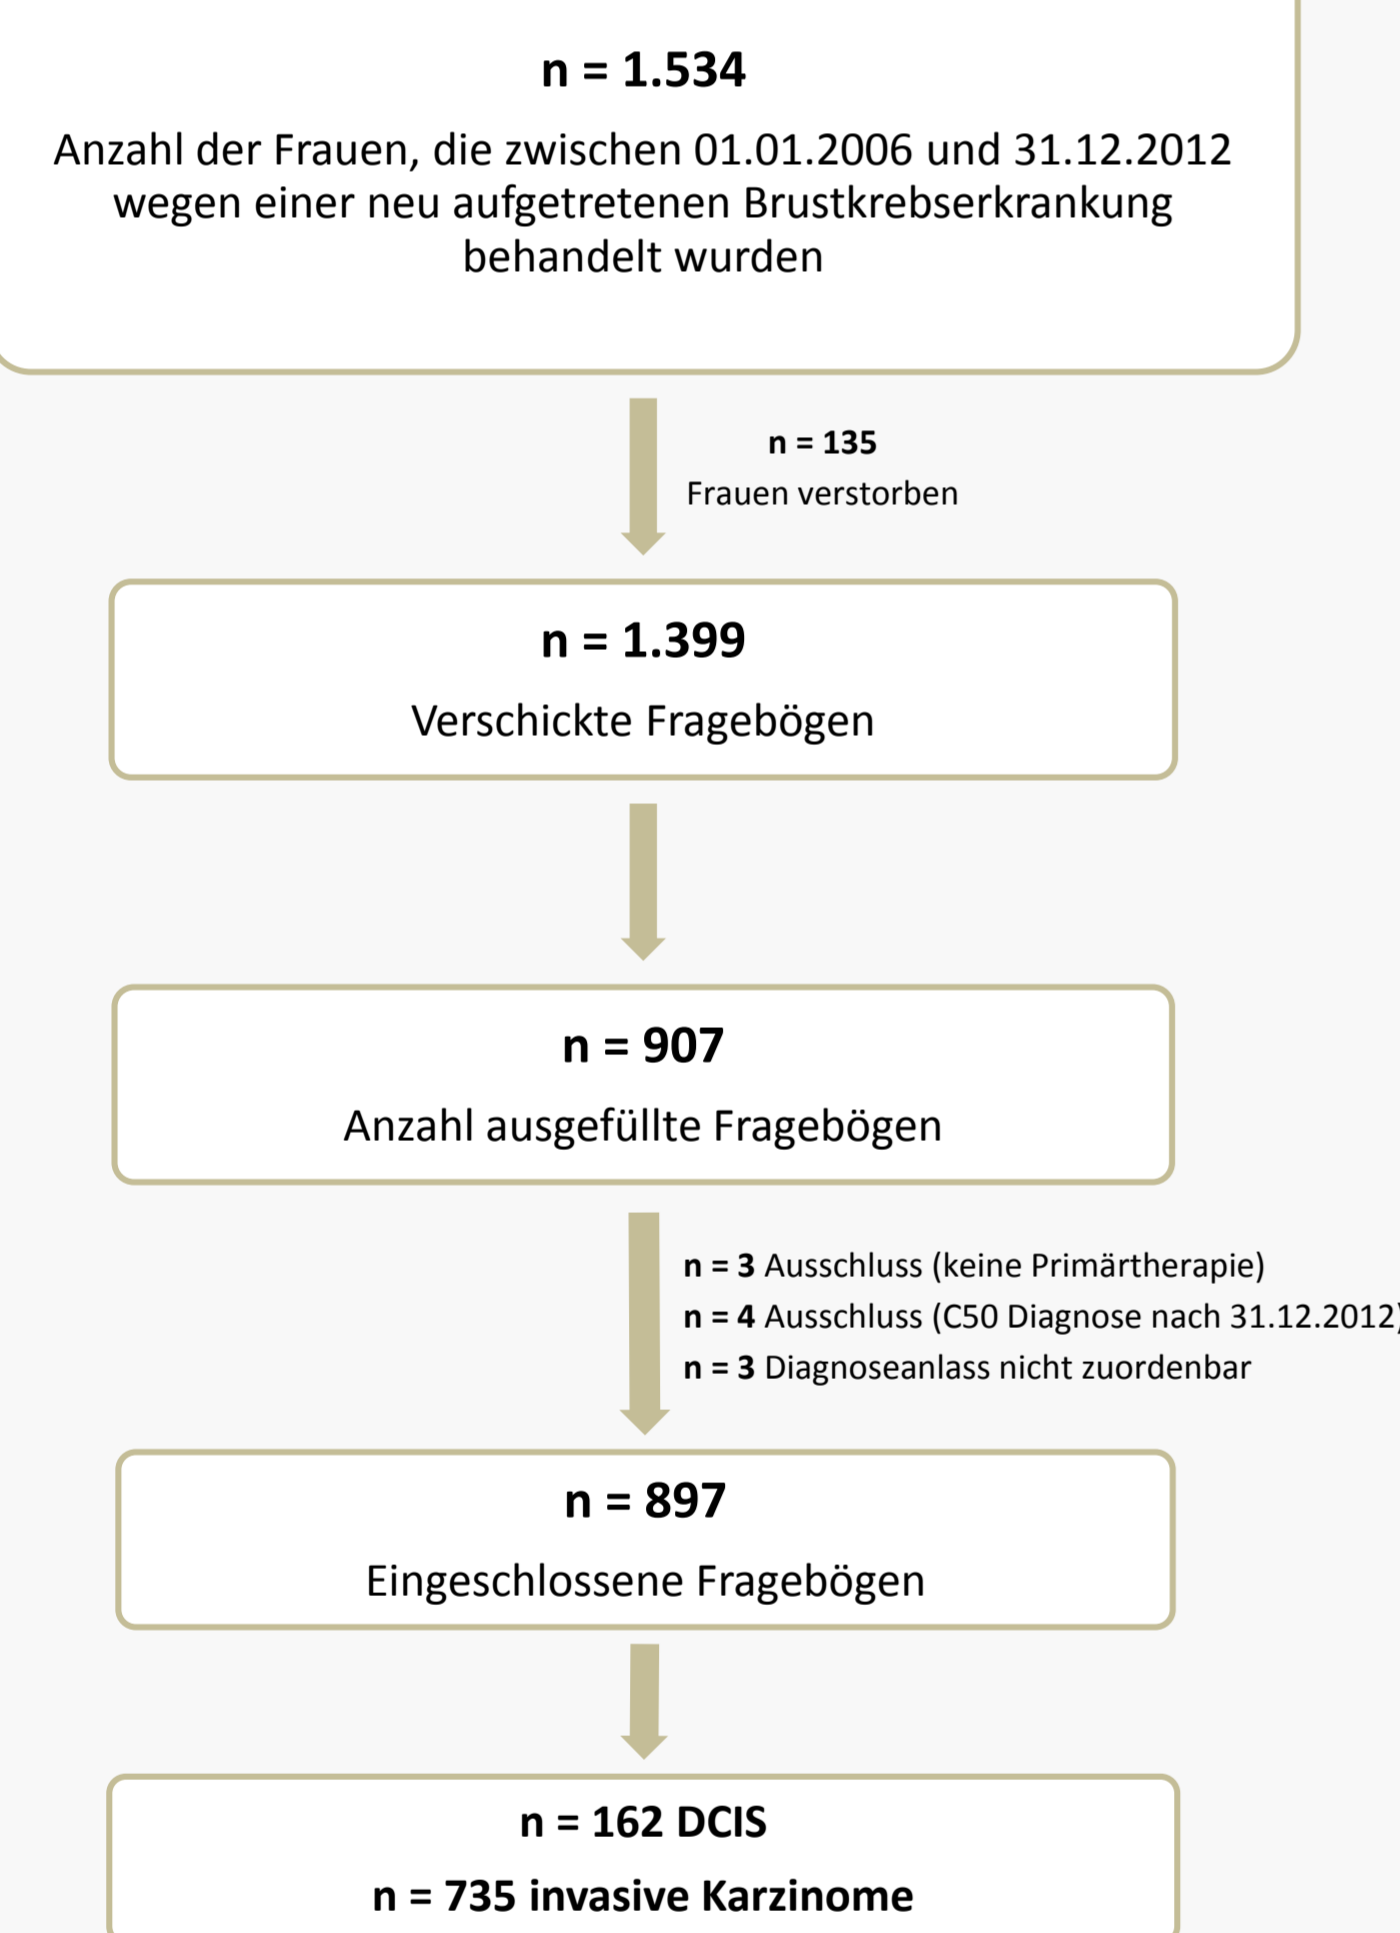 n = 1.534
Anzahl der Frauen, die zwischen 01.01.2006 und 31.12.2012
wegen einer neu aufgetretenen Brustkrebserkrankung
behandelt wurden
n = 135
Frauen verstorben
n = 1.399
Verschickte Fragebögen
n = 907
Anzahl ausgefüllte Fragebögen
n = 3 Ausschluss (keine Primärtherapie)
n = 4 Ausschluss (C50 Diagnose nach 31.12.2012)
n = 3 Diagnoseanlass nicht zuordenbar
n = 897
Eingeschlossene Fragebögen
n = 162 DCIS
n = 735 invasive Karzinome